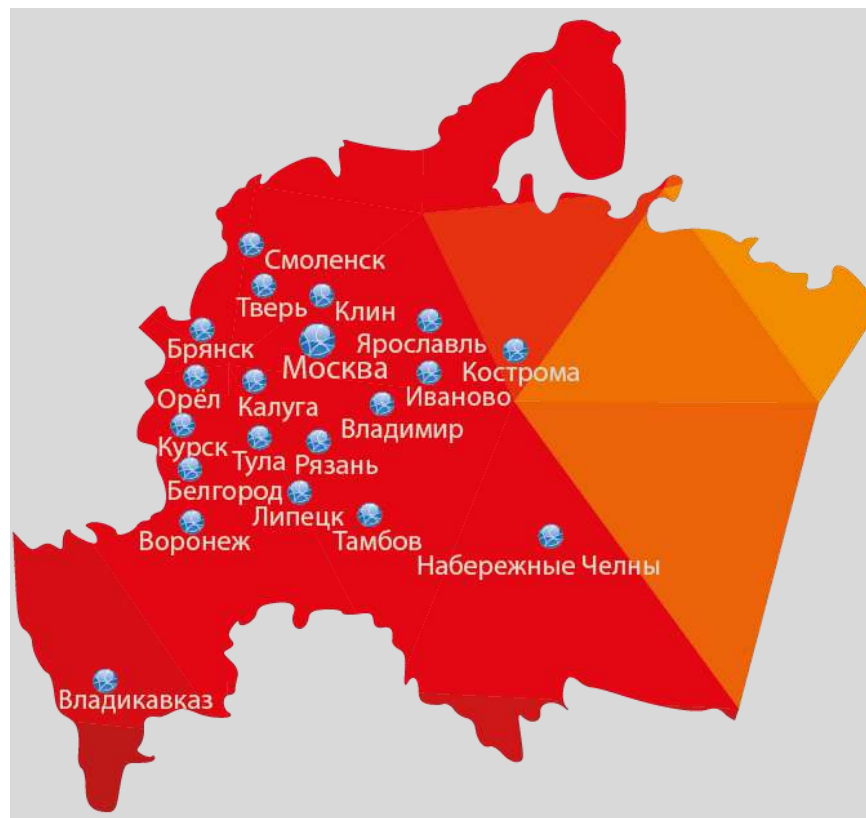 Смоленск
Тверь
Клин
Брянск
Москва
Ярославль
Кострома
Орёл
Калуга
Иваново
Владимир
Курск
Тула
Рязань
Белгород
Липецк
Тамбов
Воронеж
Набережные Челны
Владикавказ